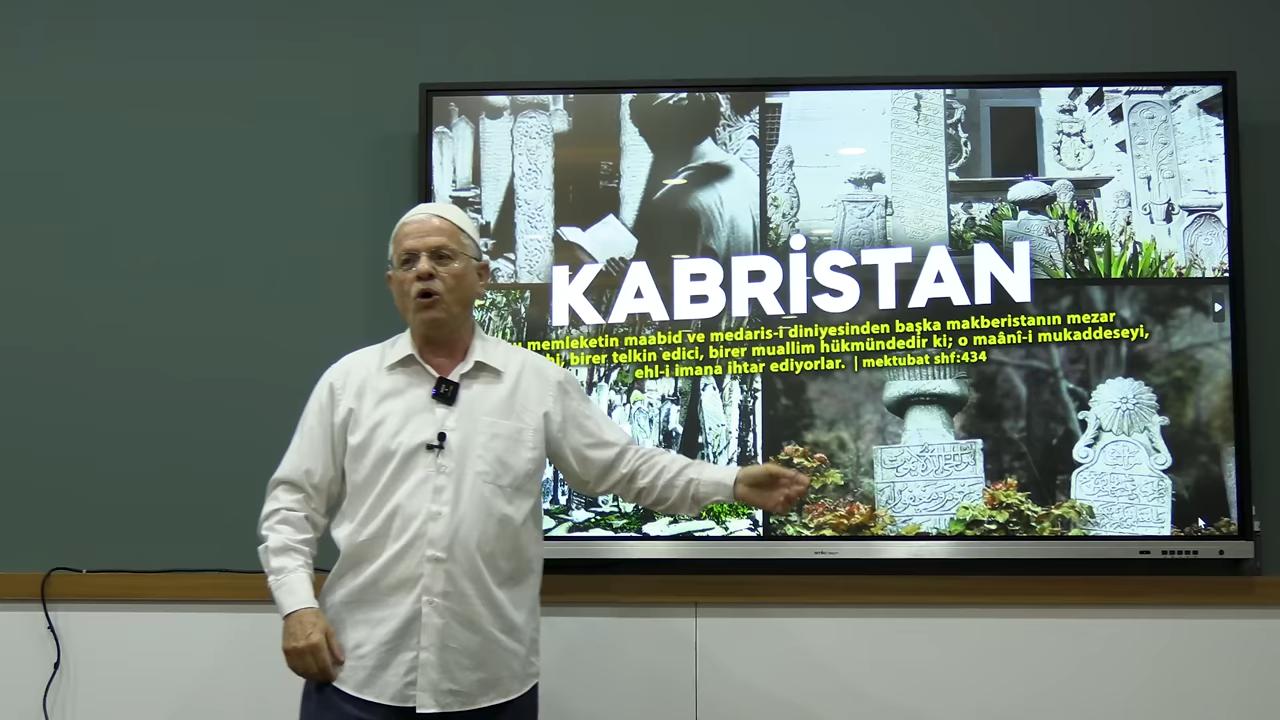 KABRİSTAN
memleketin maabid ve medaris-i diniyesinden başka makberistanın mezar
birer telkin edici, birer muallim hükmündedir ki; o maânî-i mukaddeseyi,
ehl-i imana ihtar ediyorlar. | mektubat shf:434